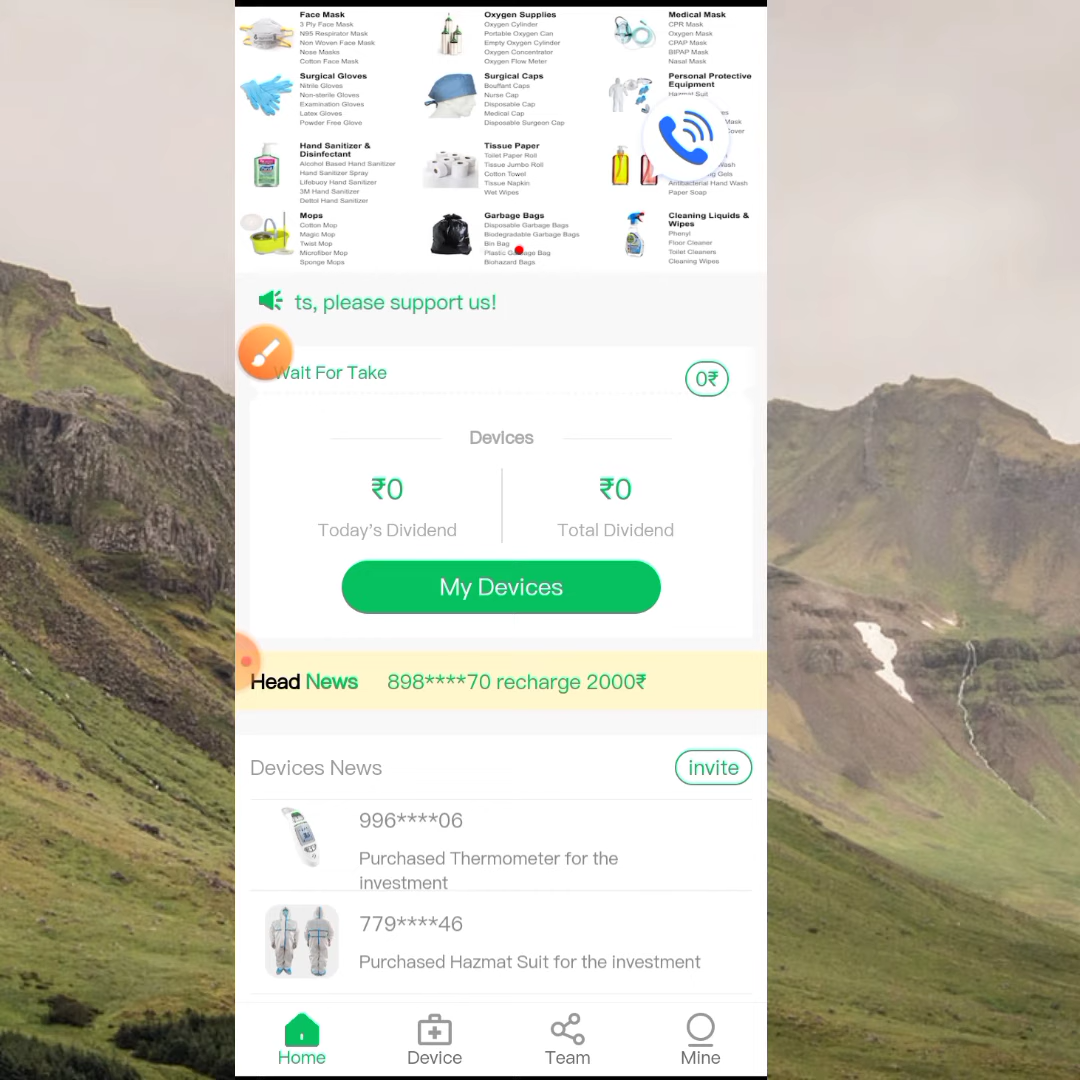 Face Mask
3 Ply Face Mask
N95 Respirator Mask
Non Woven Face Mask
Nose Masks
Cotton Face Mask
Oxygen Supplies
Oxygen Cylinder
Portable Oxygen Can
Empty Oxygen Cylinder
Oxygen Concentrator
Oxygen Flow Meter
Medical Mask
CPR Mask
Oxygen Mask
CPAP Mask
BIPAP Mask
Nasal Mask
Surgical Gloves
Nitrile Gloves
Non-sterile Gloves
Examination Gloves
Latex Gloves
Powder Free Glove
Surgical Caps
Bouffant Caps
Nurse Cap
Disposable Cap
Medical Cap
Disposable Surgeon Cap
Personal Protective
Equipment
Hazmat Suit
Mask
Hand Sanitizer &
Disinfectant
Alcohol Based Hand Sanitizer
Hand Sanitizer Spray
Lifebuoy Hand Sanitizer
3M Hand Sanitizer
Dettol Hand Sanitizer
Tissue Paper
Toilet Paper Roll
Tissue Jumbo Roll
Cotton Towel
Tissue Napkin
Wet Wipes
Gels
Antibacterial Hand Wash
Paper Soap
Mops
Cotton Mop
Magic Mop
Twist Mop
Microfiber Mop
Sponge Mops
Garbage Bags
Disposable Garbage Bags
Biodegradable Garbage Bags
Bin Bag
Plastic Garbage Bag
Biohazard Bags
Cleaning Liquids &
Wipes
Phenyl
Floor Cleaner
Toilet Cleaners
Cleaning Wipes
ts, please support us!
Wait For Take
0₹
Devices
₹0
₹0
Today's Dividend
Total Dividend
My Devices
Head News 898****70 recharge 2000₹
Devices News
invite
996****06
Purchased Thermometer for the
investment
779****46
Purchased Hazmat Suit for the investment
Home
Device
Team
Mine